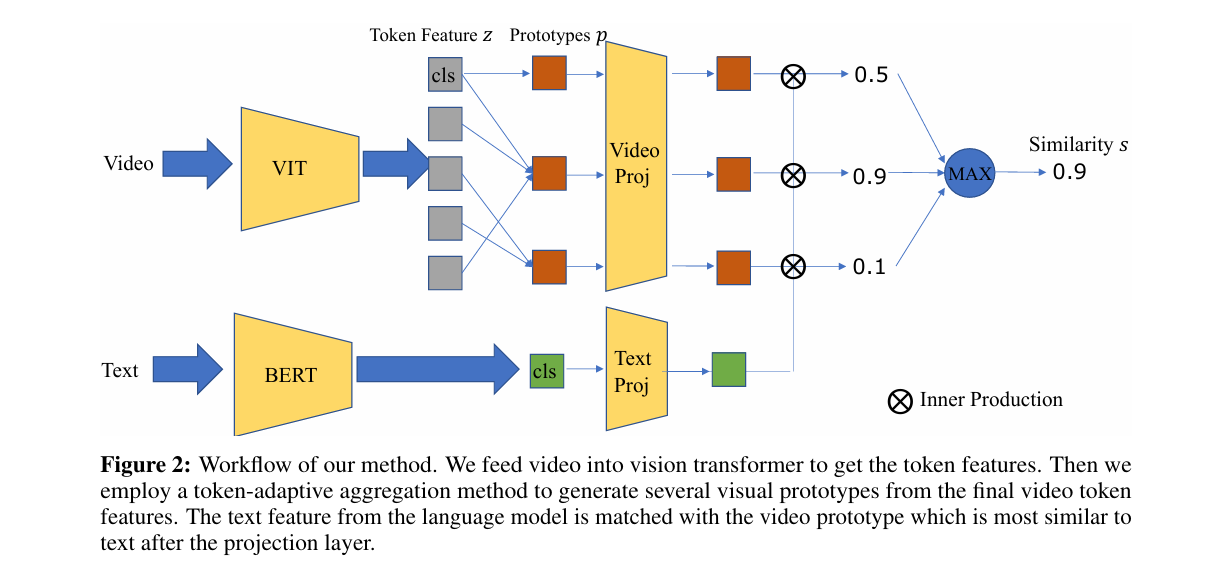 Token Feature z Prototypes p
cls
0.5
Video
VIT
Video
Proj
0.9
MAX
Similarity s
0.9
0.1
Text
BERT
cls
Text
Proj
Inner Production
Figure 2: Workflow of our method. We feed video into vision transformer to get the token features. Then we
employ a token-adaptive aggregation method to generate several visual prototypes from the final video token
features. The text feature from the language model is matched with the video prototype which is most similar to
text after the projection layer.